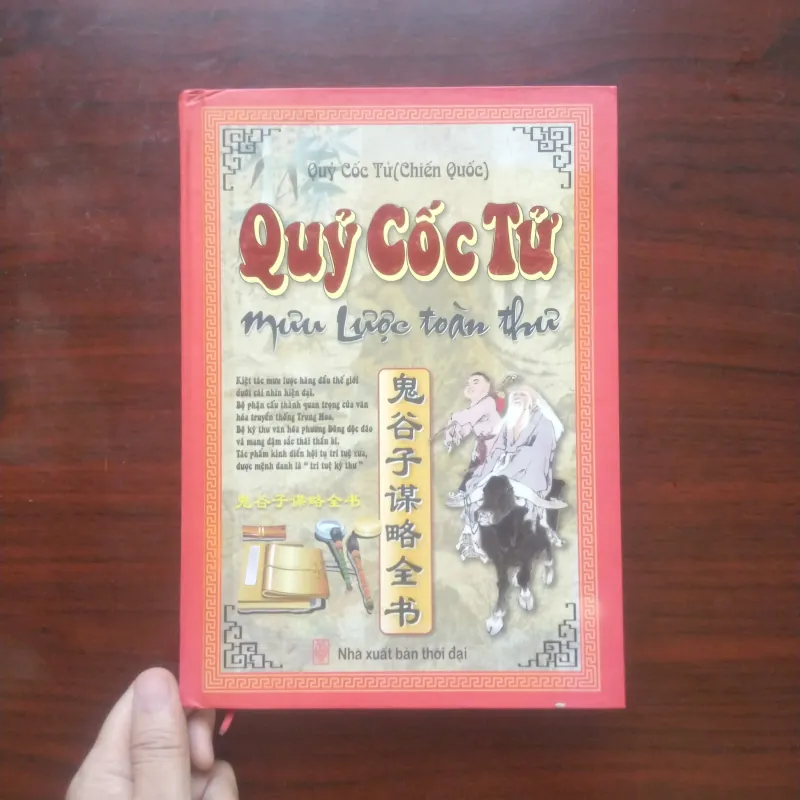 Quỷ Cốc Tử(Chiến Quốc)
Quỷ Cốc Tử
mưu lược toàn thư
Kiệt tác mưu lược hàng đầu thế giới
dưới cái nhìn hiện đại.
Bộ phận cấu thành quan trọng của văn
hóa truyền thống Trung Hoa.
Bộ kỳ thư văn hóa phương Đông độc đáo
và mang đậm sắc thái thần bí.
Tác phẩm kinh điển hội tụ trí tuệ xưa,
được mệnh danh là “ trí tuệ kỳ thư ”
鬼谷子谋略全书
鬼谷子谋略全书
Nhà xuất bản thời đại